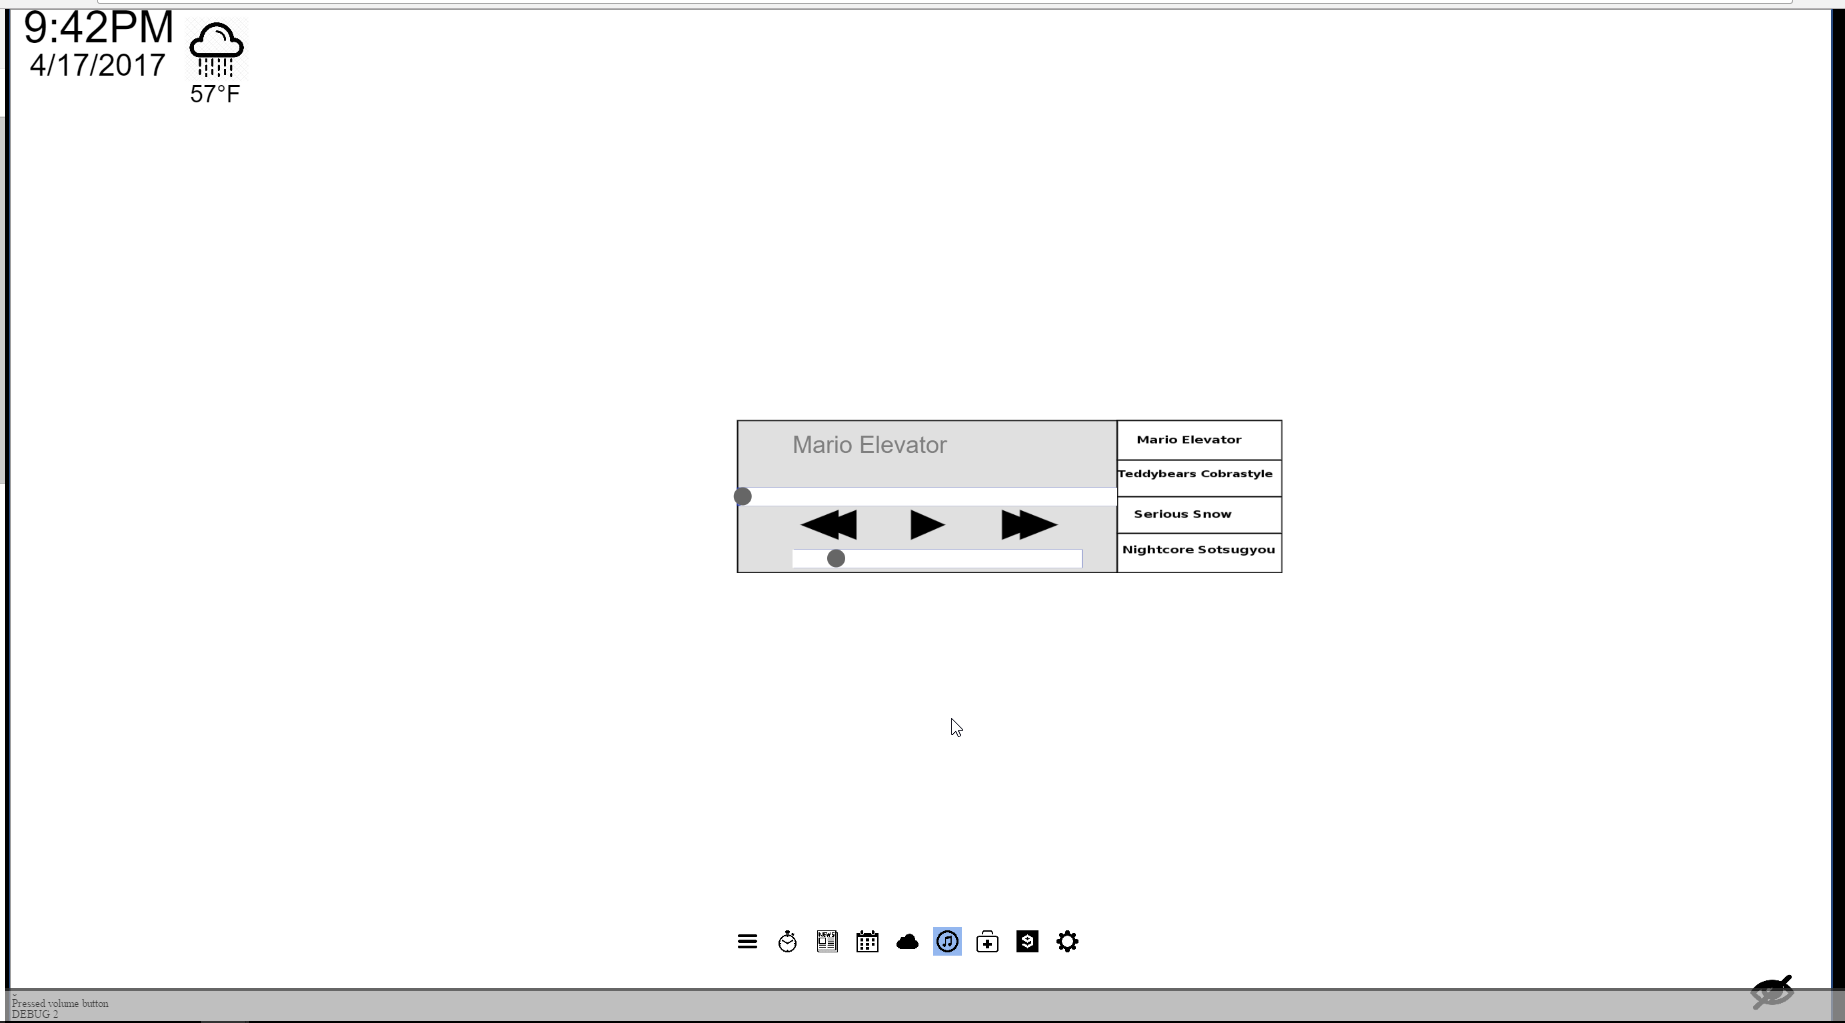 9:42PM
4/17/2017
57°F
Mario Elevator
Mario Elevator
Teddybears Cobrastyle
Serious Snow
Nightcore Sotsugyou
NEWS
Pressed volume button
DEBUG 2